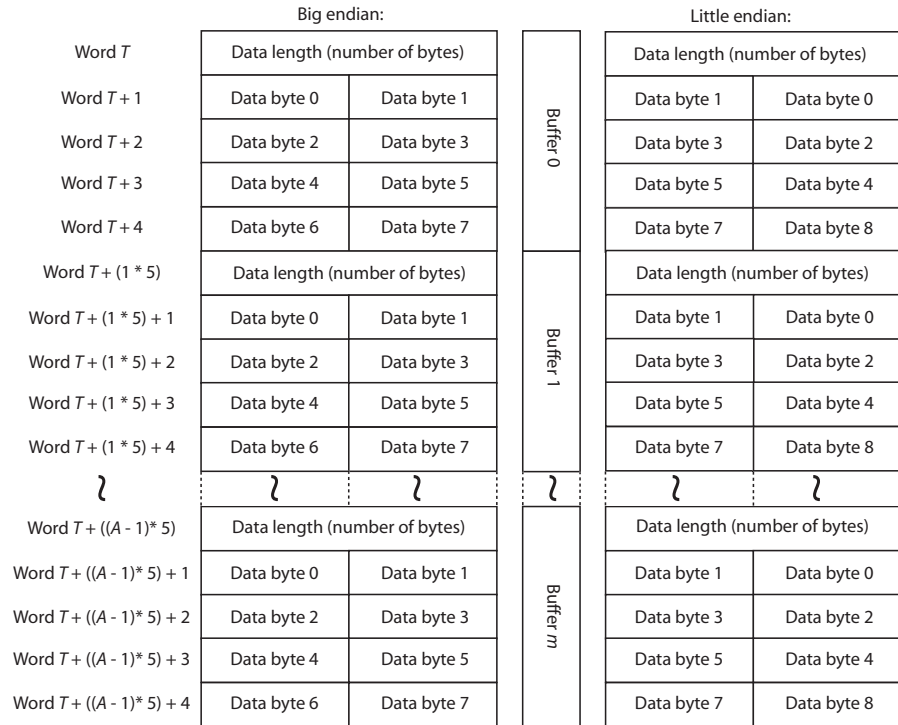 Big endian: Little endian:
Word T Data length (number of bytes) Data length (number of bytes)
Word T + 1 Data byte 0 Data byte 1 Data byte 1 Data byte 0
Word T + 2 Data byte 2 Data byte 3 Buffer 0 Data byte 3 Data byte 2
Word T + 3 Data byte 4 Data byte 5 Data byte 5 Data byte 4
Word T + 4 Data byte 6 Data byte 7 Data byte 7 Data byte 8
Word T + (1 * 5) Data length (number of bytes) Data length (number of bytes)
Word T + (1 * 5) + 1 Data byte 0 Data byte 1 Data byte 1 Data byte 0
Word T + (1 * 5) + 2 Data byte 2 Data byte 3 Buffer 1 Data byte 3 Data byte 2
Word T + (1 * 5) + 3 Data byte 4 Data byte 5 Data byte 5 Data byte 4
Word T + (1 * 5) + 4 Data byte 6 Data byte 7 Data byte 7 Data byte 8
Word T + ((A - 1)* 5) Data length (number of bytes) Data length (number of bytes)
Word T + ((A - 1)* 5) + 1 Data byte 0 Data byte 1 Data byte 1 Data byte 0
Word T + ((A - 1)* 5) + 2 Data byte 2 Data byte 3 Buffer m Data byte 3 Data byte 2
Word T + ((A - 1)* 5) + 3 Data byte 4 Data byte 5 Data byte 5 Data byte 4
Word T + ((A - 1)* 5) + 4 Data byte 6 Data byte 7 Data byte 7 Data byte 8